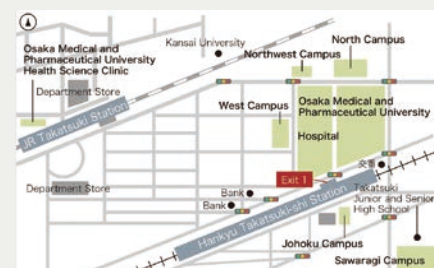 Kansai University
North Campus
Northwest Campus
Osaka Medical and
Pharmaceutical University
Health Science Clinic
Department Store
JR Takatsuki Station
West Campus
Osaka Medical and
Pharmaceutical University
Hospital
交番
Exit 1
Department Store
Bank
Bank
Hankyu Takatsuki-shi Station
Takatsuki
Junior and Senior
High School
Johoku Campus
Sawaragi Campus